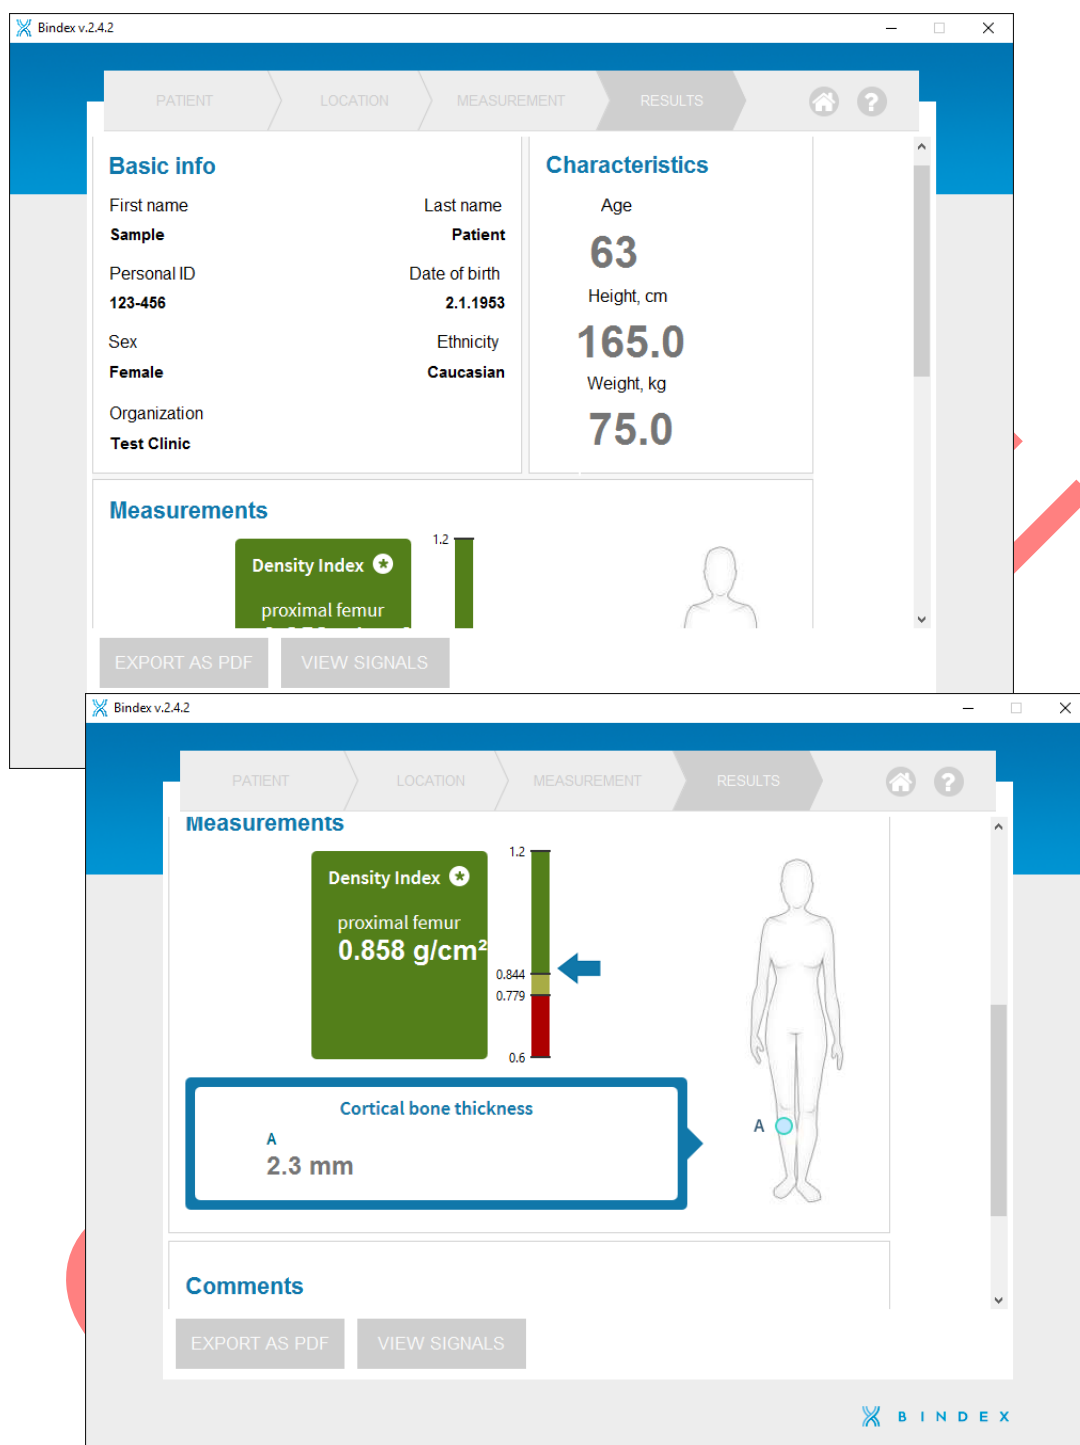 Bindex v.2.4.2
PATIENT LOCATION MEASUREMENT RESULTS ?
Basic info
First name Last name
Sample Patient
Personal ID Date of birth
123-456 2.1.1953
Sex Ethnicity
Female Caucasian
Organization
Test Clinic
Characteristics
Age
63
Height, cm
165.0
Weight, kg
75.0
Measurements
Density Index
proximal femur
1.2
EXPORT AS PDF VIEW SIGNALS
Bindex v.2.4.2
PATIENT LOCATION MEASUREMENT RESULTS ?
Measurements
Density Index
proximal femur
0.858 g/cm²
1.2
0.844
0.779
0.6
Cortical bone thickness
A
2.3 mm
A
Comments
EXPORT AS PDF VIEW SIGNALS
BINDEX